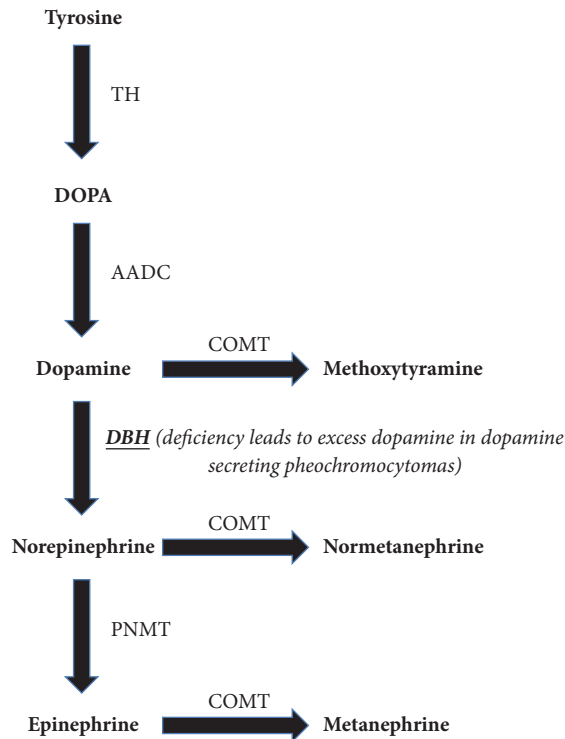 Tyrosine
TH
DOPA
AADC
COMT
Dopamine
Methoxytyramine
DBH (deficiency leads to excess dopamine in dopamine
secreting pheochromocytomas)
COMT
Norepinephrine
Normetanephrine
PNMT
COMT
Epinephrine
Metanephrine